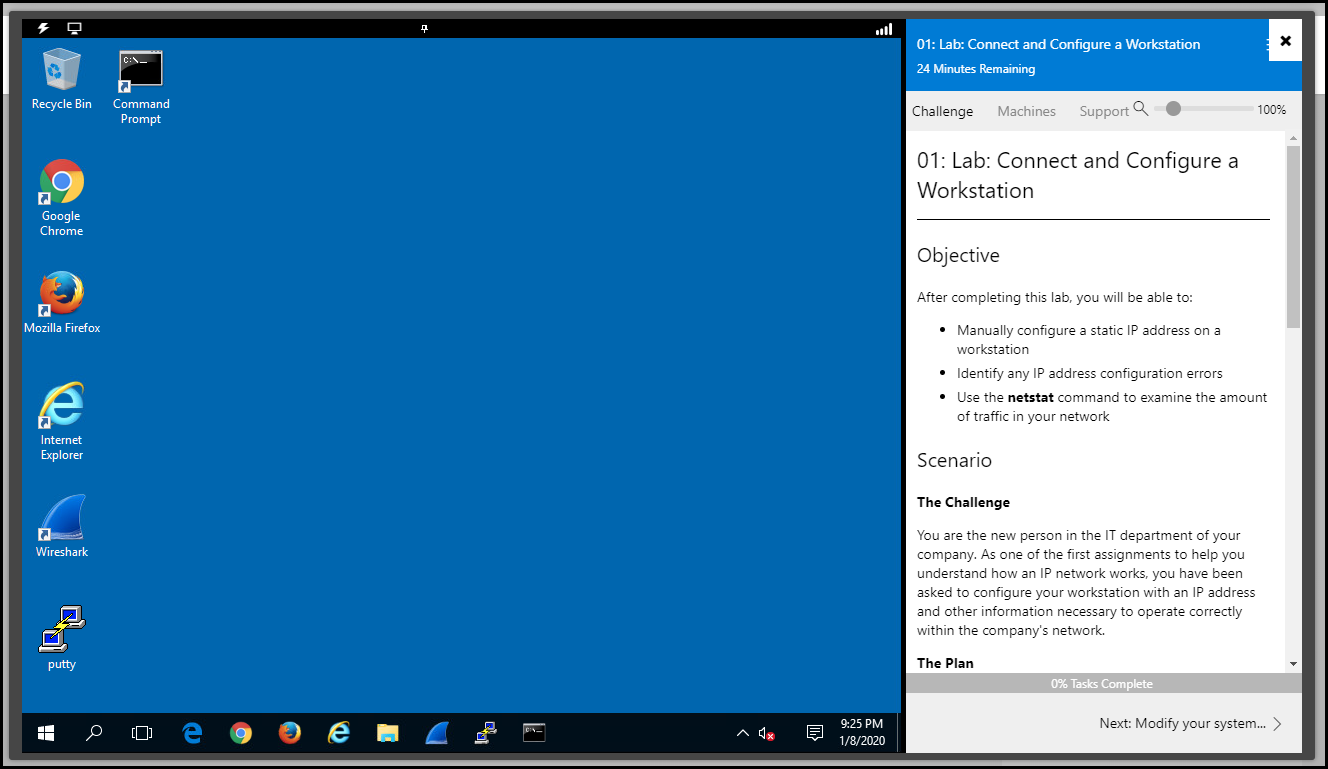 Recycle Bin
Command
Prompt
Google
Chrome
Mozilla Firefox
Internet
Explorer
Wireshark
putty
9:25 PM
1/8/2020
01: Lab: Connect and Configure a Workstation
24 Minutes Remaining
Challenge Machines Support 100%
01: Lab: Connect and Configure a
Workstation
Objective
After completing this lab, you will be able to:
• Manually configure a static IP address on a
workstation
• Identify any IP address configuration errors
• Use the netstat command to examine the amount
of traffic in your network
Scenario
The Challenge
You are the new person in the IT department of your
company. As one of the first assignments to help you
understand how an IP network works, you have been
asked to configure your workstation with an IP address
and other information necessary to operate correctly
within the company's network.
The Plan
0% Tasks Complete
Next: Modify your system...